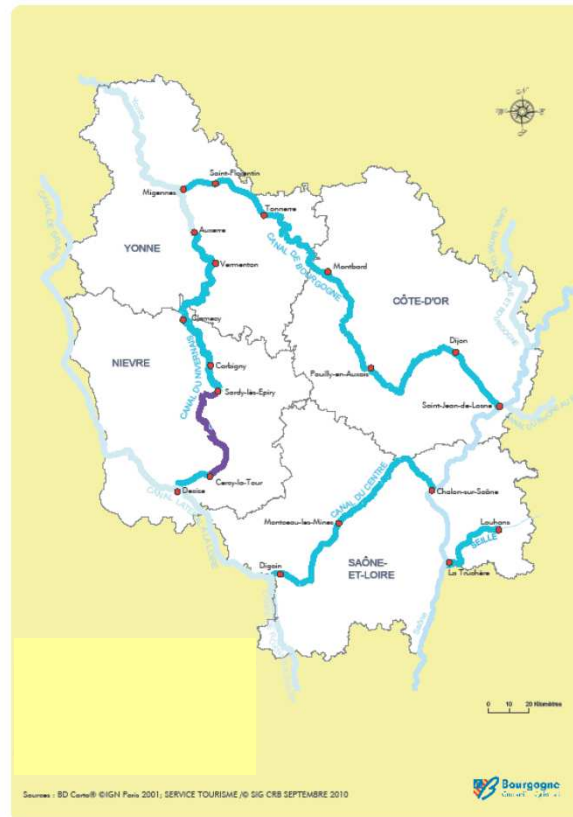 Saint-Florentin
Migennes
Tonnerre
Auxerre
YONNE
CANAL DE BOURGOGNE
Vermenton
Montbard
CÔTE-D'OR
Clamecy
NIEVRE
CANAL DU NIVERNAIS
Corbigny
Pouilly-en-Auxois
Dijon
Sardy-lès-Epiry
Saint-Jean-de-Losne
Cercy-la-Tour
Decize
CANAL DU CENTRE
Chalon-sur-Saône
Montceau-les-Mines
Louhans
SEILLE
Digoin
SAÔNE-
ET-LOIRE
La Truchère
Saône
0 10 20 Kilomètres
Sources : BD Carto® ©IGN Paris 2001; SERVICE TOURISME /© SIG CRB SEPTEMBRE 2010
Bourgogne